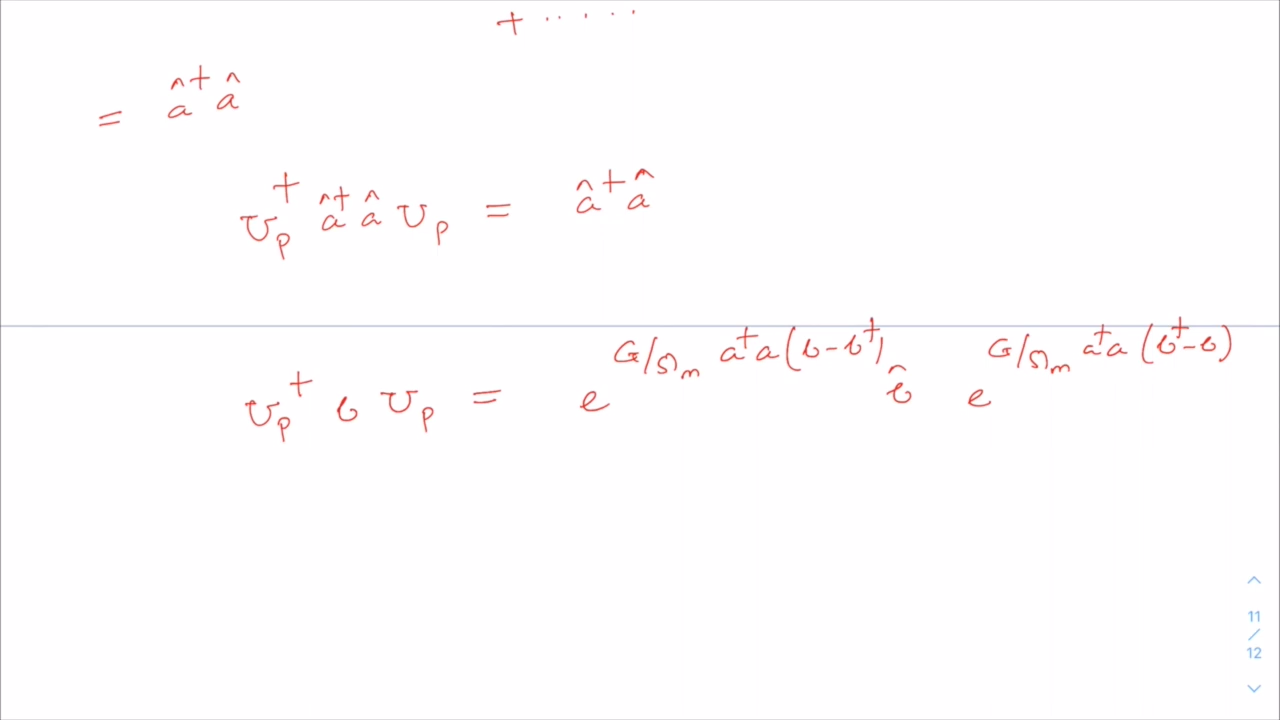 + .....
= â† â
U_p† â† â U_p = â† â
U_p† b U_p = e^{G/Ω_m a†a(b-b†)} b̂ e^{G/Ω_m a†a(b†-b)}
11
/
12